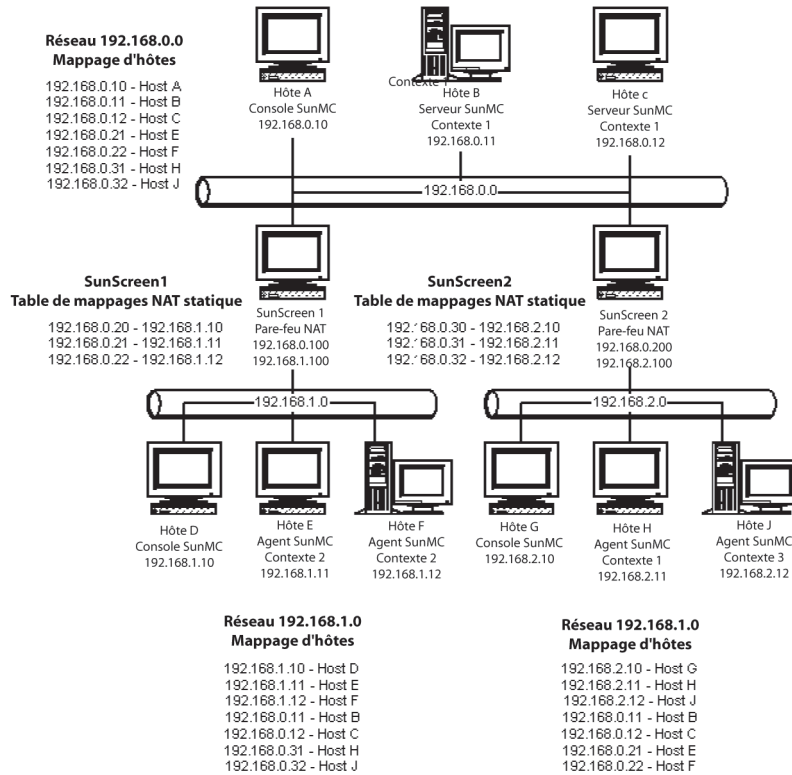 Réseau 192.168.0.0
Mappage d'hôtes
192.168.0.10 - Host A
192.168.0.11 - Host B
192.168.0.12 - Host C
192.168.0.21 - Host E
192.168.0.22 - Host F
192.168.0.31 - Host H
192.168.0.32 - Host J
Hôte A
Console SunMC
192.168.0.10
Contexte 1
Hôte B
Serveur SunMC
Contexte 1
192.168.0.11
Hôte c
Serveur SunMC
Contexte 1
192.168.0.12
192.168.0.0
SunScreen1
Table de mappages NAT statique
192.168.0.20 - 192.168.1.10
192.168.0.21 - 192.168.1.11
192.168.0.22 - 192.168.1.12
SunScreen 1
Pare-feu NAT
192.168.0.100
192.168.1.100
SunScreen2
Table de mappages NAT statique
192.168.0.30 - 192.168.2.10
192.168.0.31 - 192.168.2.11
192.168.0.32 - 192.168.2.12
SunScreen 2
Pare-feu NAT
192.168.0.200
192.168.2.100
192.168.1.0
192.168.2.0
Hôte D
Console SunMC
192.168.1.10
Hôte E
Agent SunMC
Contexte 2
192.168.1.11
Hôte F
Agent SunMC
Contexte 2
192.168.1.12
Hôte G
Console SunMC
192.168.2.10
Hôte H
Agent SunMC
Contexte 1
192.168.2.11
Hôte J
Agent SunMC
Contexte 3
192.168.2.12
Réseau 192.168.1.0
Mappage d'hôtes
192.168.1.10 - Host D
192.168.1.11 - Host E
192.168.1.12 - Host F
192.168.0.11 - Host B
192.168.0.12 - Host C
192.168.0.31 - Host H
192.168.0.32 - Host J
Réseau 192.168.1.0
Mappage d'hôtes
192.168.2.10 - Host G
192.168.2.11 - Host H
192.168.2.12 - Host J
192.168.0.11 - Host B
192.168.0.12 - Host C
192.168.0.21 - Host E
192.168.0.22 - Host F